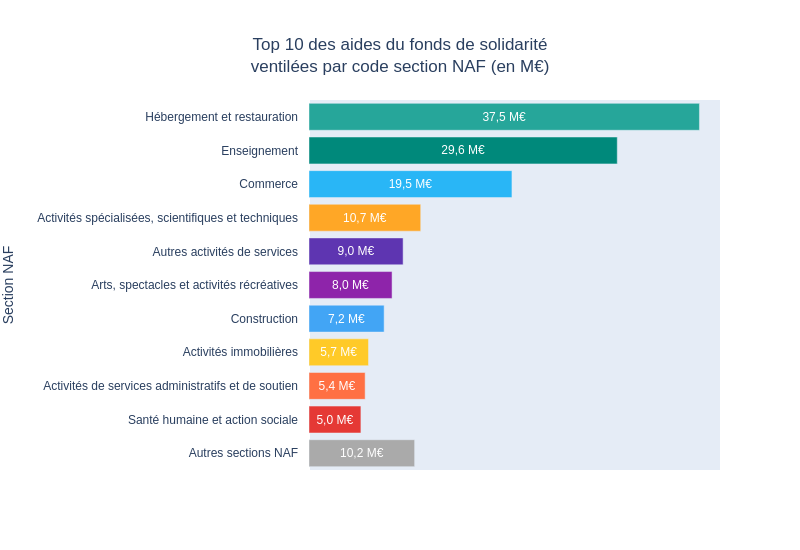 Top 10 des aides du fonds de solidarité
ventilées par code section NAF (en M€)
Section NAF
Hébergement et restauration 37,5 M€
Enseignement 29,6 M€
Commerce 19,5 M€
Activités spécialisées, scientifiques et techniques 10,7 M€
Autres activités de services 9,0 M€
Arts, spectacles et activités récréatives 8,0 M€
Construction 7,2 M€
Activités immobilières 5,7 M€
Activités de services administratifs et de soutien 5,4 M€
Santé humaine et action sociale 5,0 M€
Autres sections NAF 10,2 M€